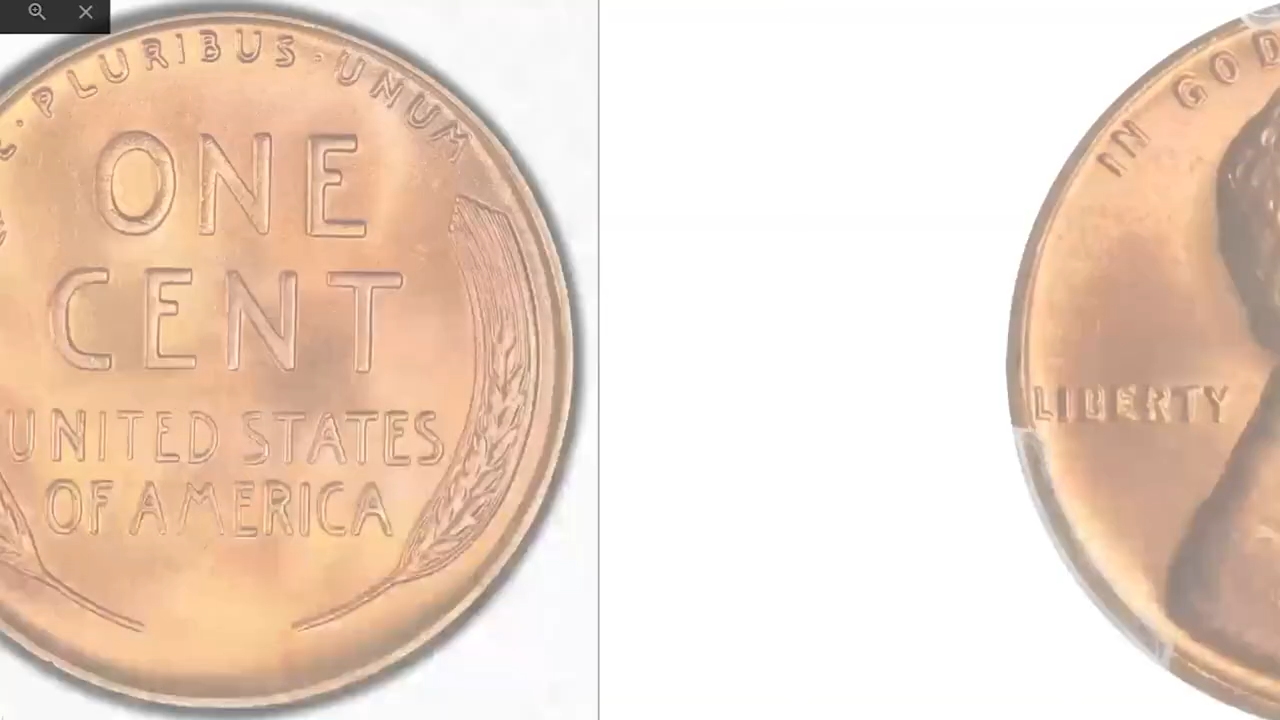 PLURIBUS · UNUM
ONE
CENT
UNITED STATES
OF AMERICA
IN GOD
LIBERTY